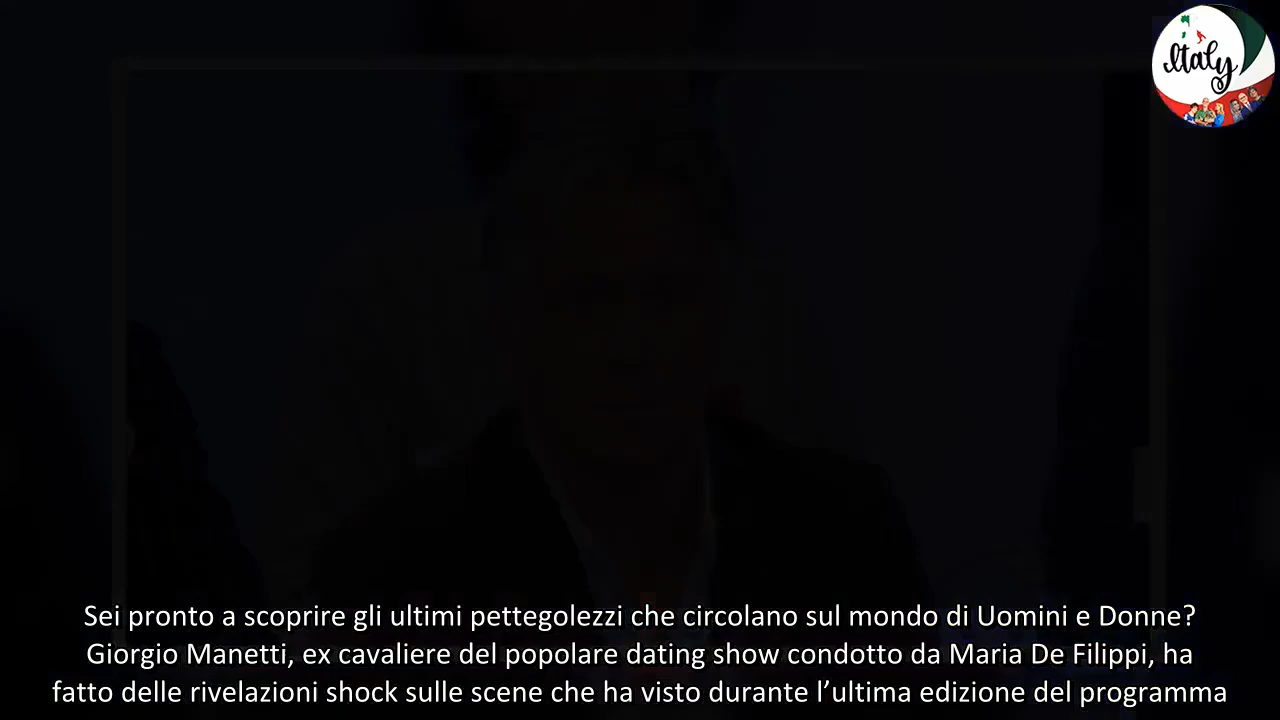 Italy
Sei pronto a scoprire gli ultimi pettegolezzi che circolano sul mondo di Uomini e Donne?
Giorgio Manetti, ex cavaliere del popolare dating show condotto da Maria De Filippi, ha
fatto delle rivelazioni shock sulle scene che ha visto durante l’ultima edizione del programma